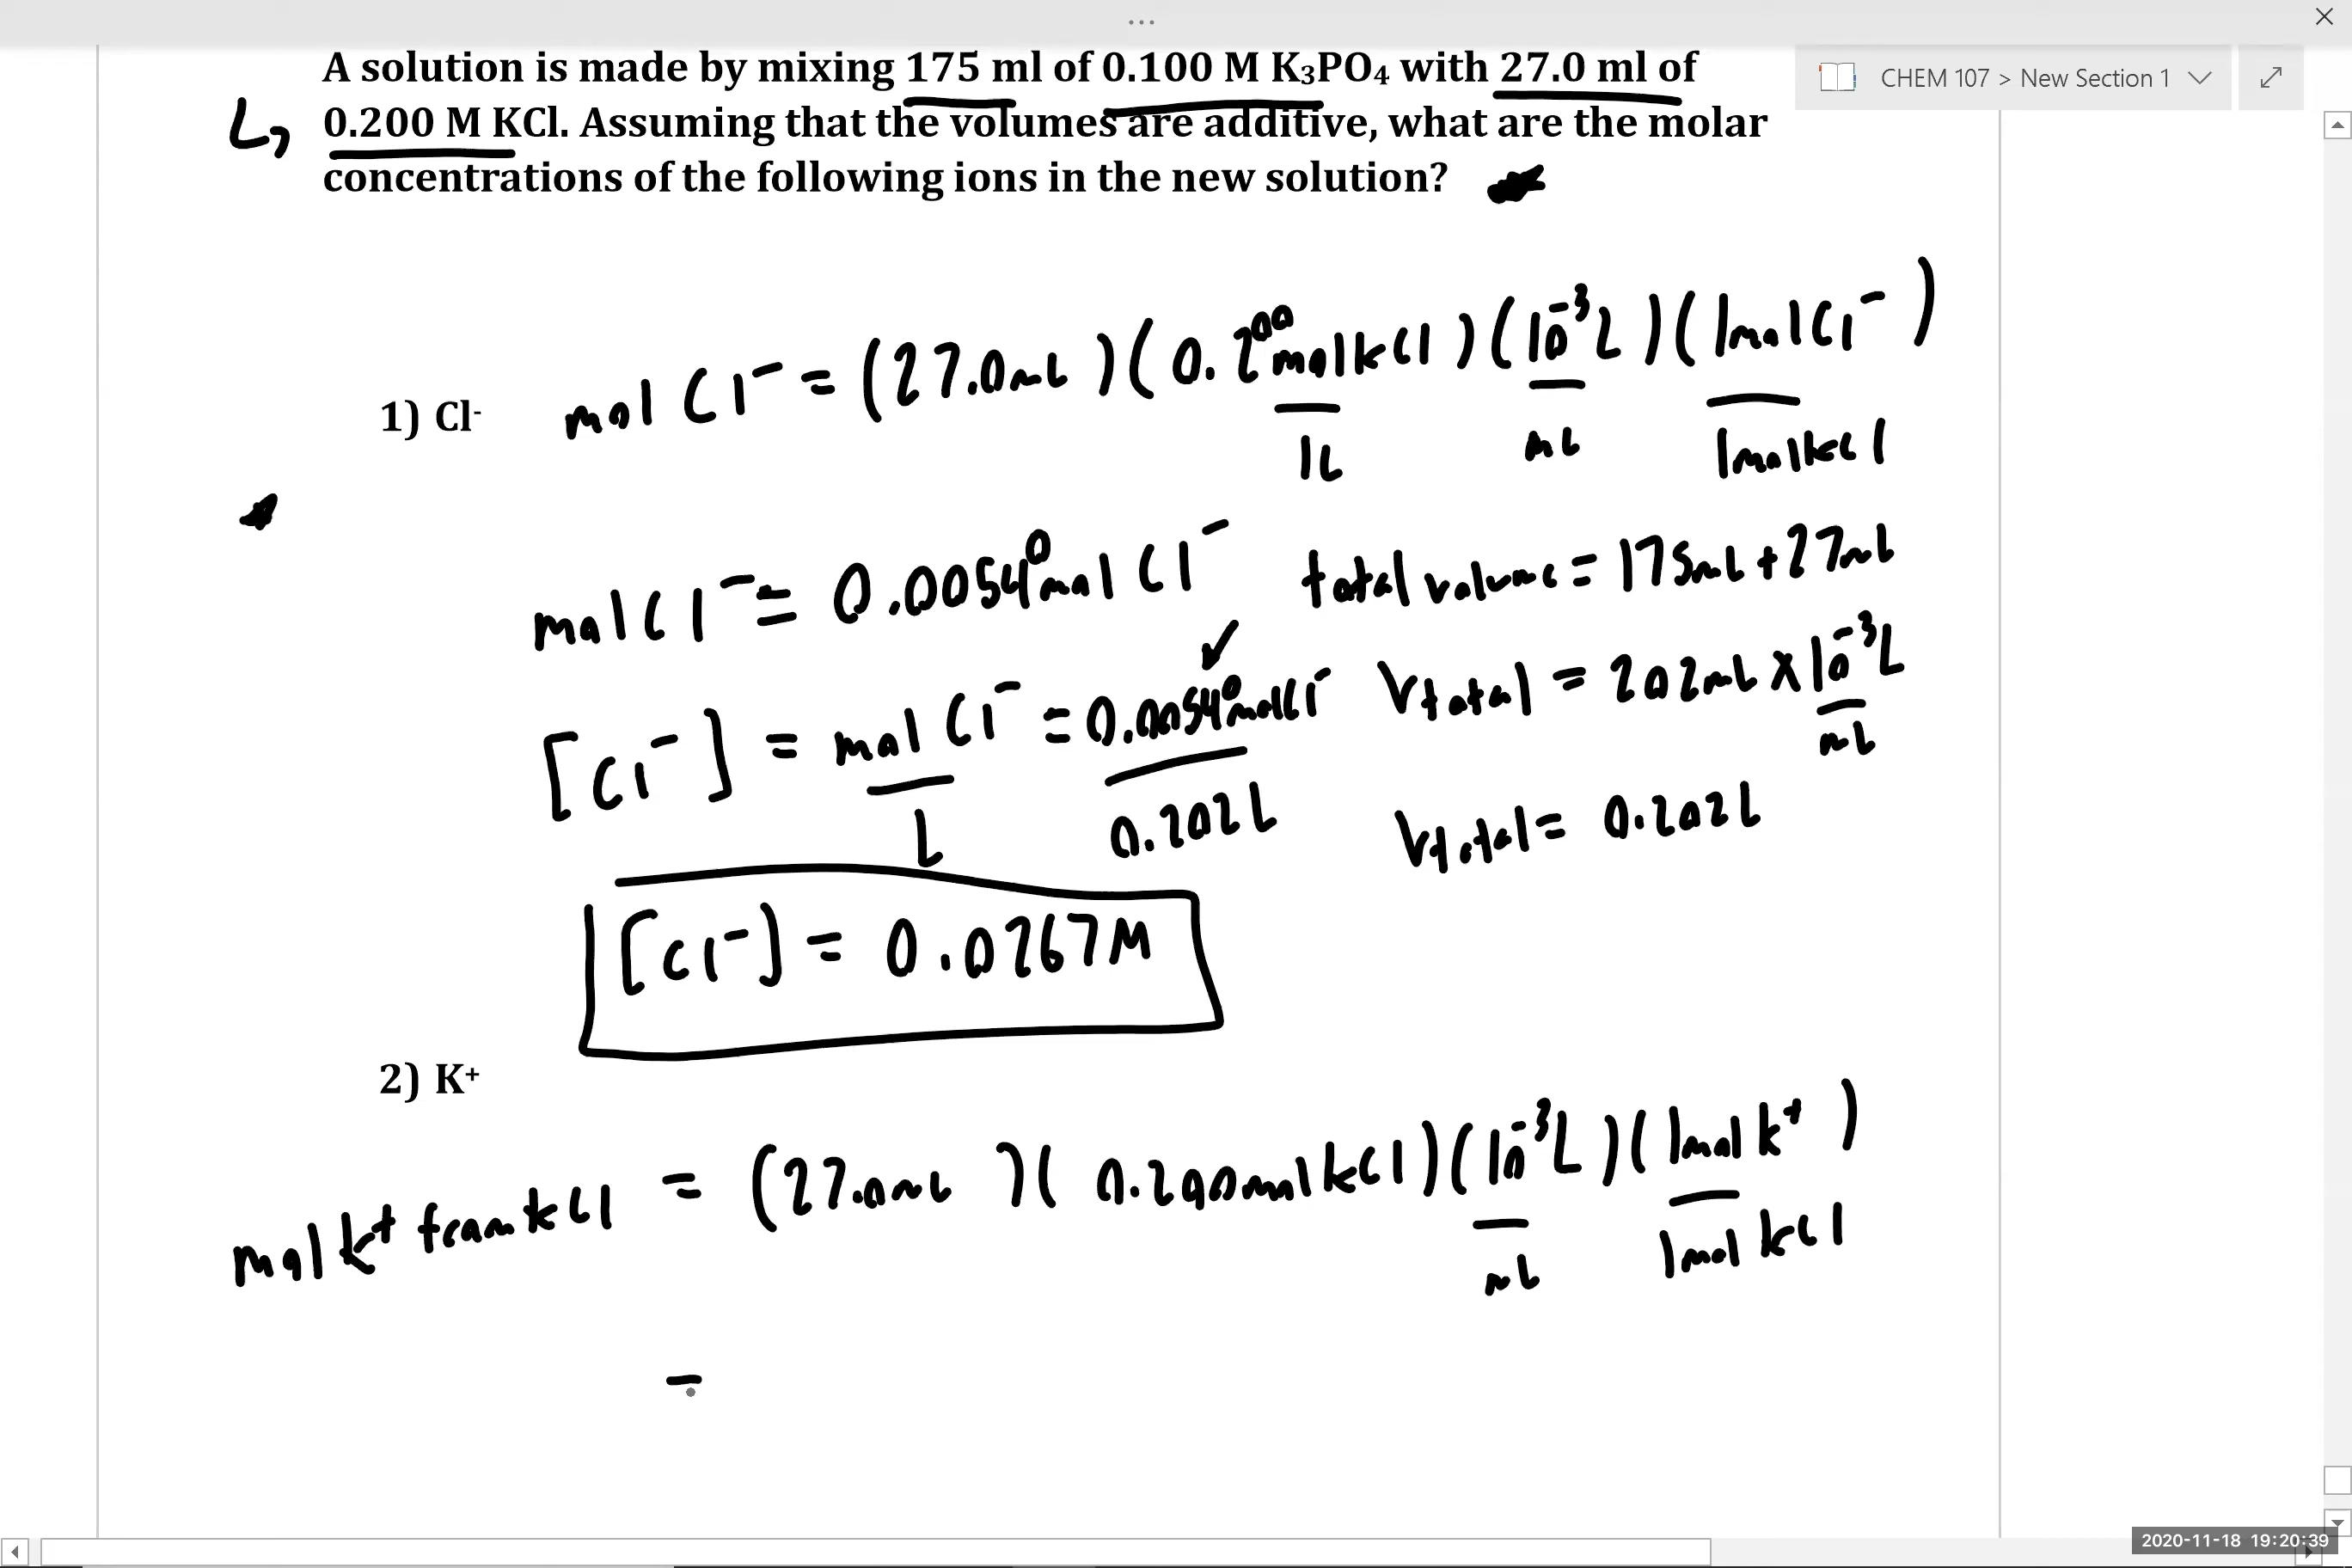 CHEM 107 > New Section 1
A solution is made by mixing 175 ml of 0.100 M K₃PO₄ with 27.0 ml of
0.200 M KCl. Assuming that the volumes are additive, what are the molar
concentrations of the following ions in the new solution?
1) Cl-
mol Cl⁻ = (27.0mL)(0.200 mol KCl / 1L)(10⁻³L / mL)(1mol Cl⁻ / 1mol KCl)
mol Cl⁻ = 0.00540 mol Cl⁻
total volume = 175mL + 27mL
[Cl⁻] = mol Cl⁻ / L = 0.00540 mol Cl⁻ / 0.202L
Vtotal = 202mL x 10⁻³L / mL
Vtotal = 0.202L
[Cl⁻] = 0.0267M
2) K+
mol K⁺ from KCl = (27.0mL)(0.200mol KCl)(10⁻³L / mL)(1mol K⁺ / 1mol KCl)
2020-11-18 19:20:39